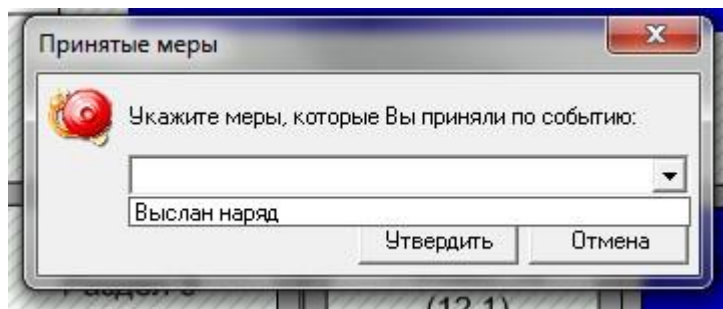 Принятые меры
Укажите меры, которые Вы приняли по событию:
Выслан наряд
Утвердить
Отмена
(12.1)